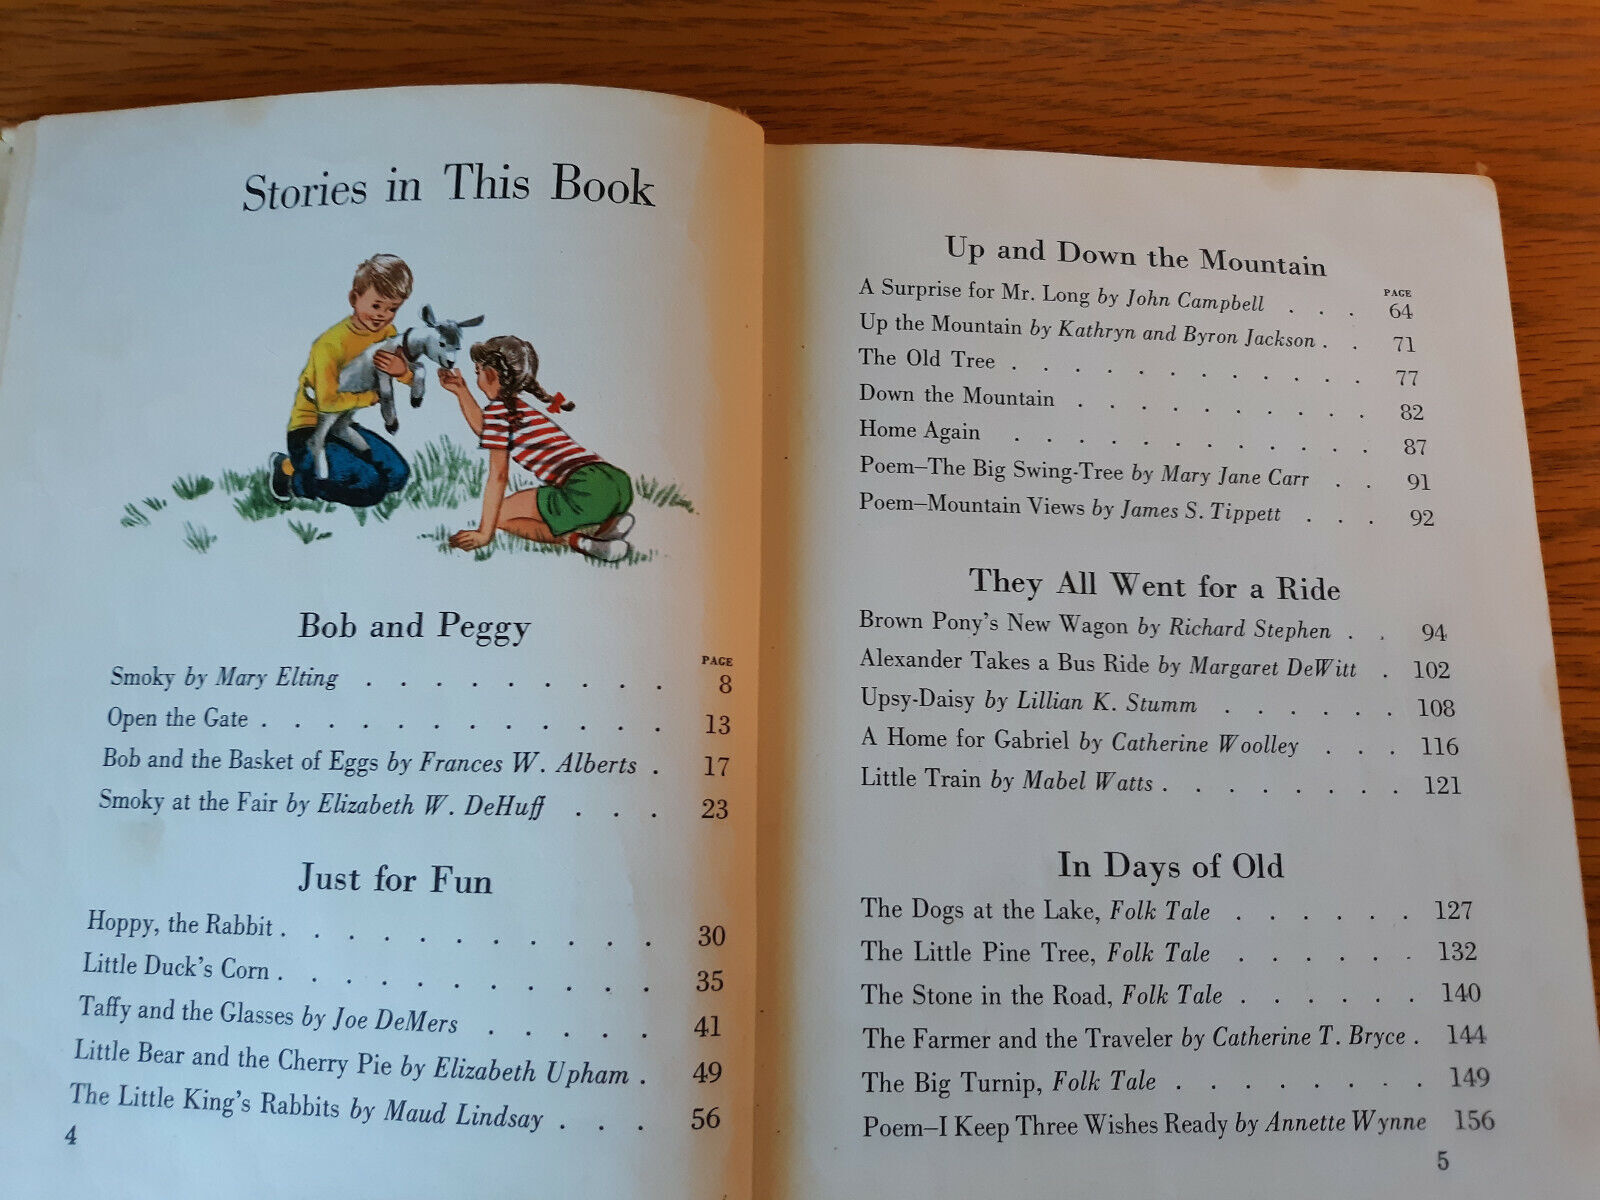 Stories in This Book
Bob and Peggy
PAGE
Smoky by Mary Elting . . . . . . . . . 8
Open the Gate . . . . . . . . . . . . 13
Bob and the Basket of Eggs by Frances W. Alberts . 17
Smoky at the Fair by Elizabeth W. DeHuff . . . 23
Just for Fun
Hoppy, the Rabbit . . . . . . . . . . . 30
Little Duck's Corn . . . . . . . . . . . 35
Taffy and the Glasses by Joe DeMers . . . . . 41
Little Bear and the Cherry Pie by Elizabeth Upham . 49
The Little King's Rabbits by Maud Lindsay . . . 56
4
Up and Down the Mountain
PAGE
A Surprise for Mr. Long by John Campbell . . . 64
Up the Mountain by Kathryn and Byron Jackson . . 71
The Old Tree . . . . . . . . . . . . 77
Down the Mountain . . . . . . . . . . 82
Home Again . . . . . . . . . . . . 87
Poem—The Big Swing-Tree by Mary Jane Carr . . 91
Poem—Mountain Views by James S. Tippett . . . 92
They All Went for a Ride
Brown Pony's New Wagon by Richard Stephen . . 94
Alexander Takes a Bus Ride by Margaret DeWitt . 102
Upsy-Daisy by Lillian K. Stumm . . . . . . 108
A Home for Gabriel by Catherine Woolley . . . 116
Little Train by Mabel Watts . . . . . . . . 121
In Days of Old
The Dogs at the Lake, Folk Tale . . . . . . 127
The Little Pine Tree, Folk Tale . . . . . . 132
The Stone in the Road, Folk Tale . . . . . . 140
The Farmer and the Traveler by Catherine T. Bryce . 144
The Big Turnip, Folk Tale . . . . . . . . 149
Poem—I Keep Three Wishes Ready by Annette Wynne 156
5